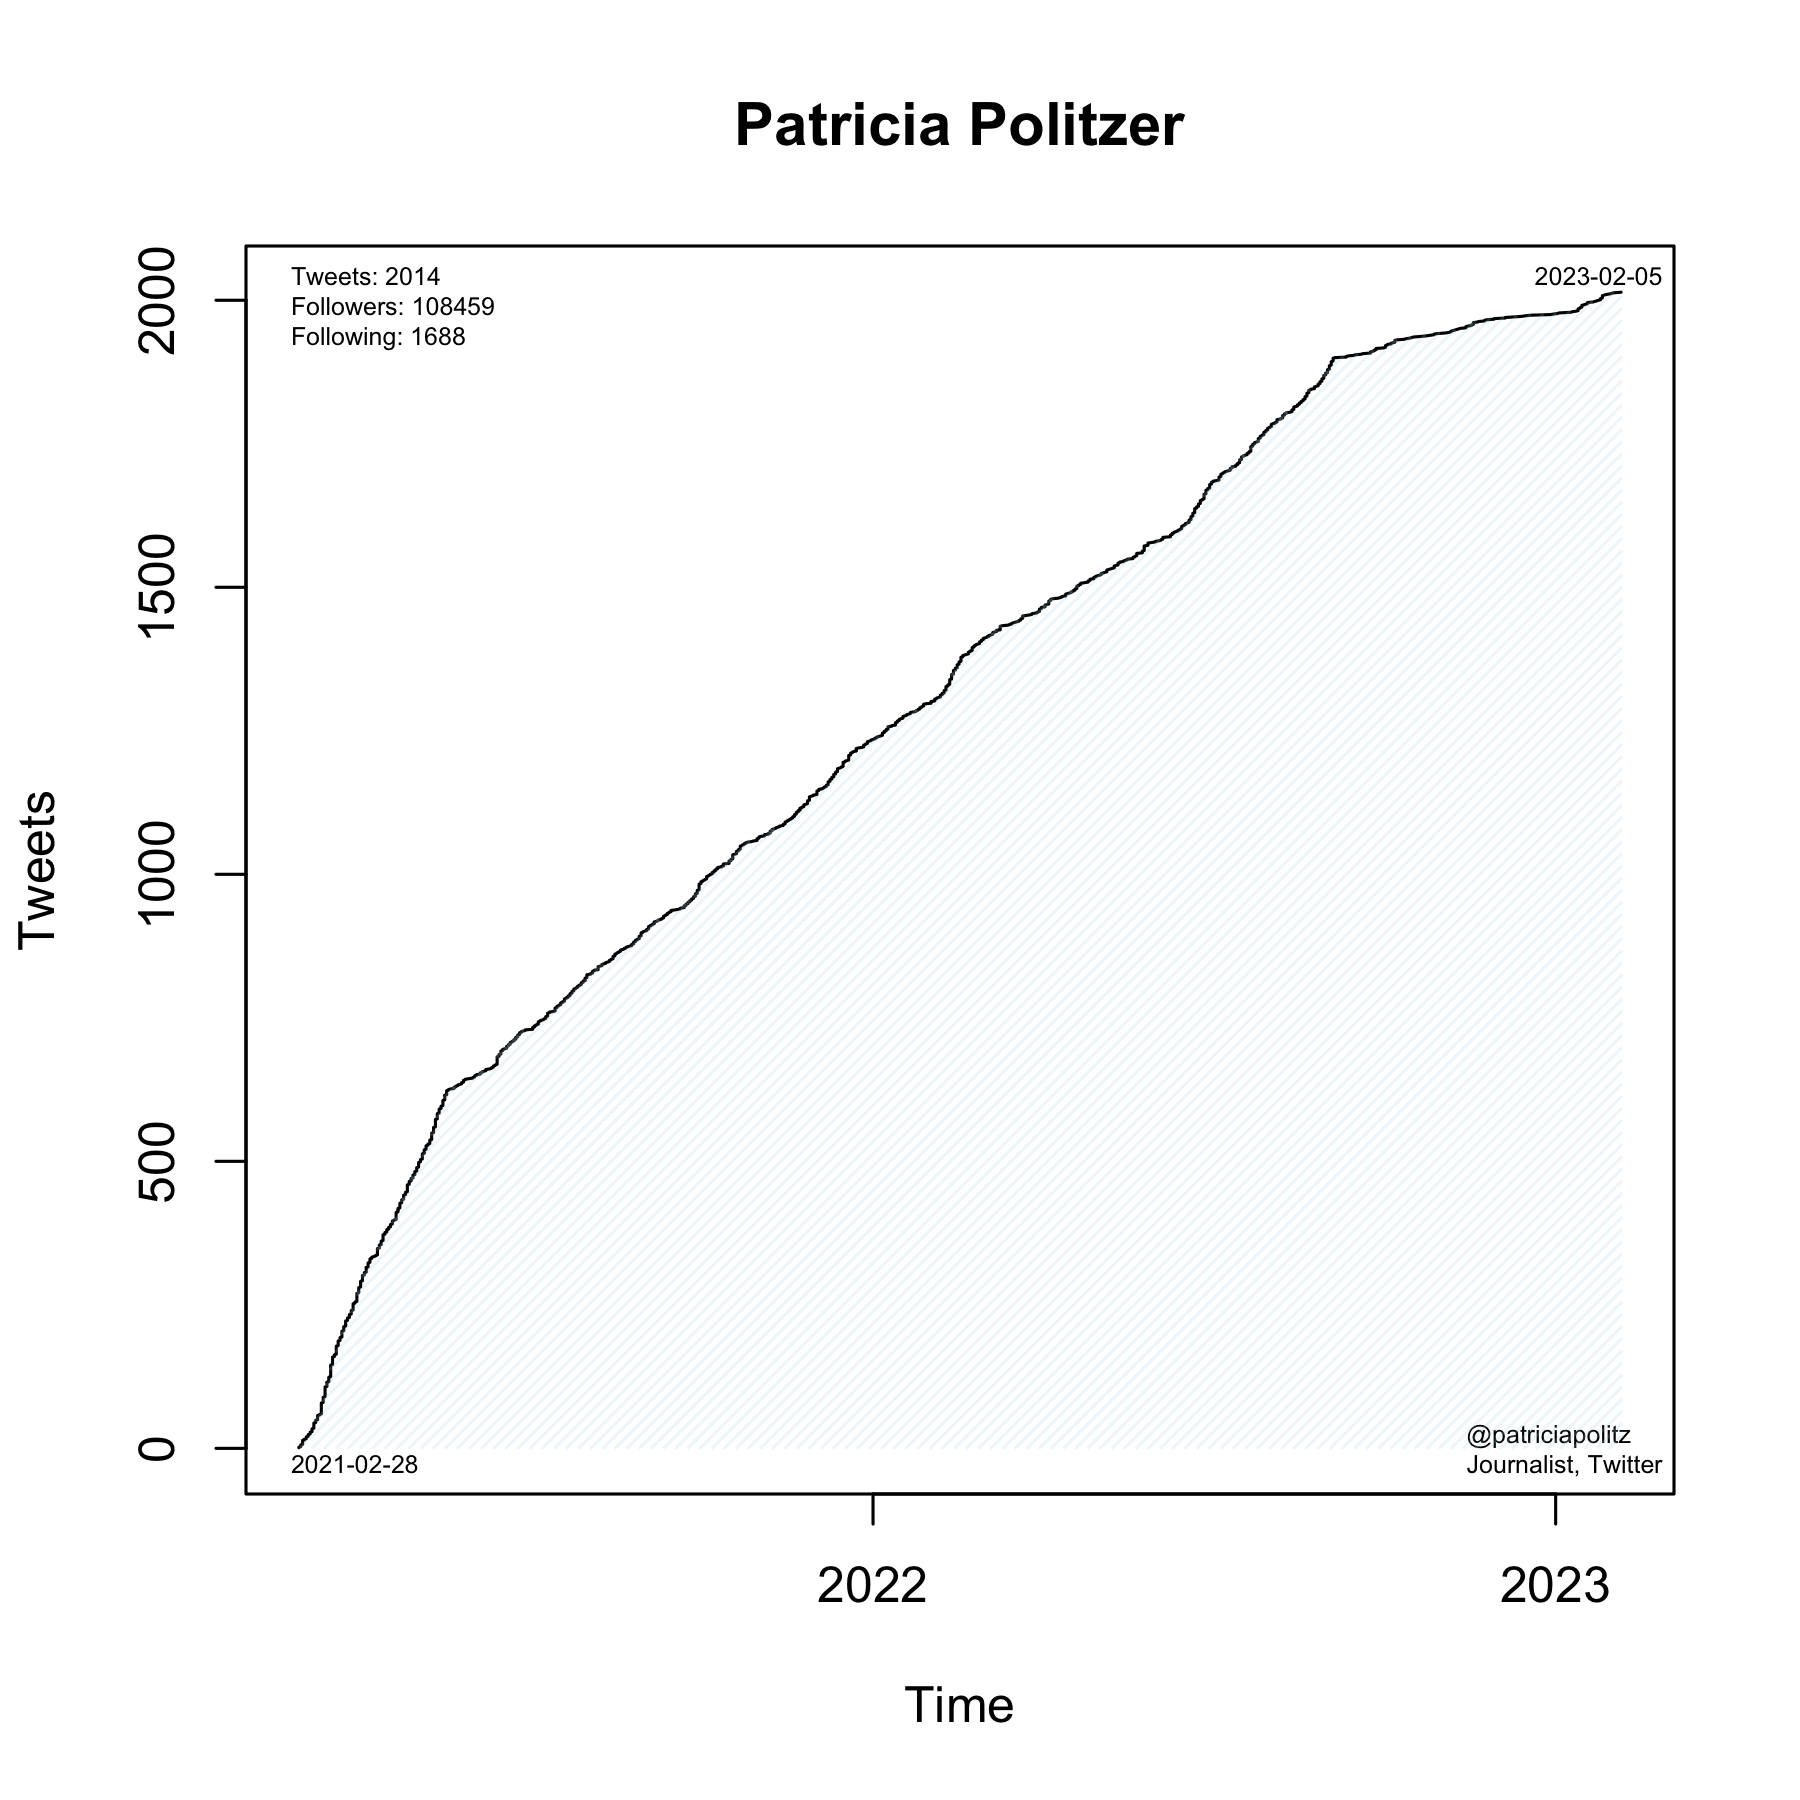 Patricia Politzer
Tweets: 2014
Followers: 108459
Following: 1688
2023-02-05
2000
1500
1000
500
0
Tweets
@patriciapolitz
Journalist, Twitter
2021-02-28
2022
2023
Time